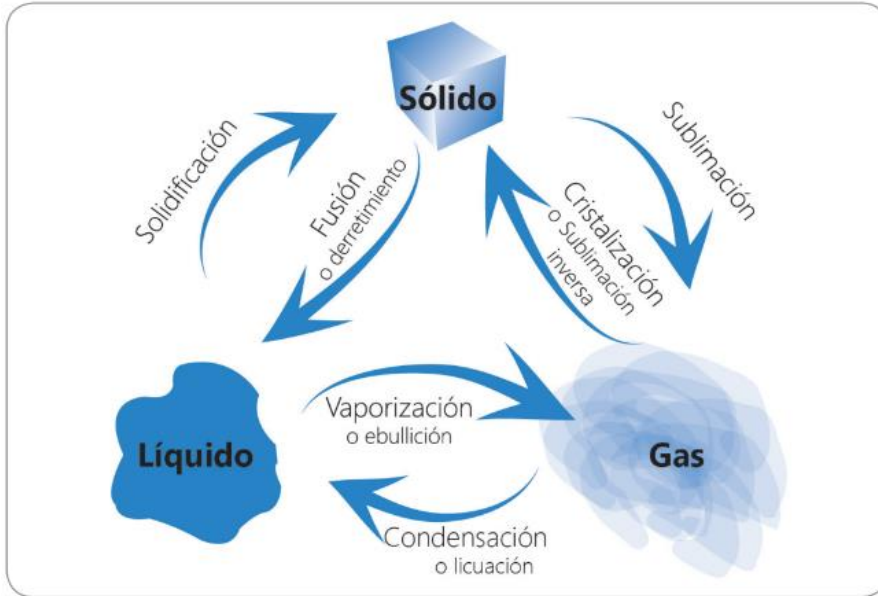 Sólido
Solidificación
Fusión
o derretimiento
Cristalización
o Sublimación
inversa
Sublimación
Líquido
Vaporización
o ebullición
Gas
Condensación
o licuación